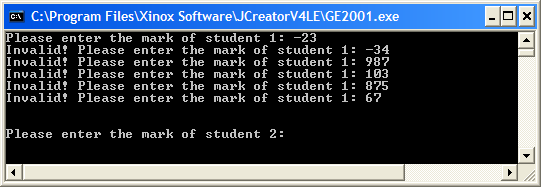 C:\Program Files\Xinox Software\JCreatorV4LE\GE2001.exe
Please enter the mark of student 1: -23
Invalid! Please enter the mark of student 1: -34
Invalid! Please enter the mark of student 1: 987
Invalid! Please enter the mark of student 1: 103
Invalid! Please enter the mark of student 1: 875
Invalid! Please enter the mark of student 1: 67
Please enter the mark of student 2: